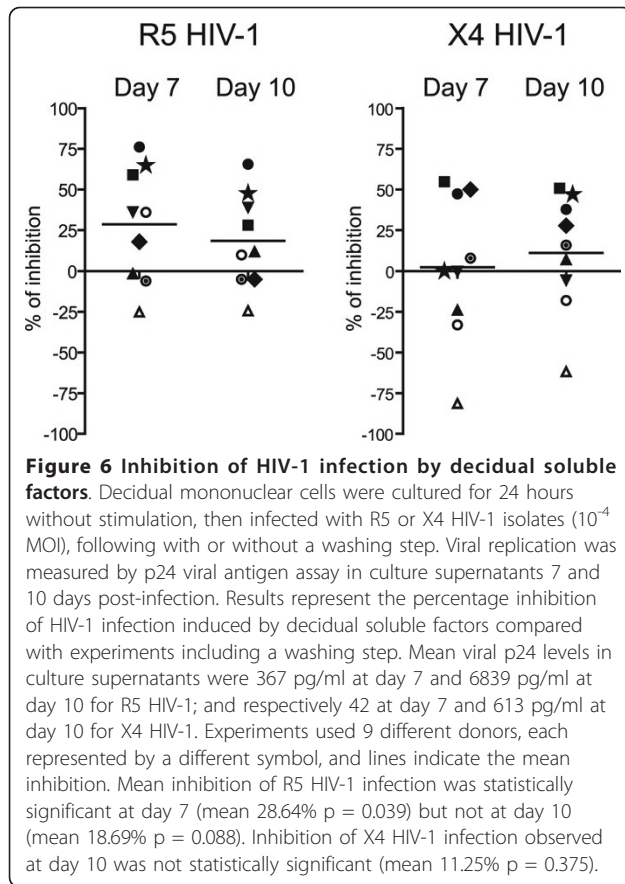 R5 HIV-1 X4 HIV-1
Day 7 Day 10 Day 7 Day 10
% of inhibition
100
75
50
25
0
-25
-50
-75
-100
% of inhibition
100
75
50
25
0
-25
-50
-75
-100
Figure 6 Inhibition of HIV-1 infection by decidual soluble
factors. Decidual mononuclear cells were cultured for 24 hours
without stimulation, then infected with R5 or X4 HIV-1 isolates (10⁻⁴
MOI), following with or without a washing step. Viral replication was
measured by p24 viral antigen assay in culture supernatants 7 and
10 days post-infection. Results represent the percentage inhibition
of HIV-1 infection induced by decidual soluble factors compared
with experiments including a washing step. Mean viral p24 levels in
culture supernatants were 367 pg/ml at day 7 and 6839 pg/ml at
day 10 for R5 HIV-1; and respectively 42 at day 7 and 613 pg/ml at
day 10 for X4 HIV-1. Experiments used 9 different donors, each
represented by a different symbol, and lines indicate the mean
inhibition. Mean inhibition of R5 HIV-1 infection was statistically
significant at day 7 (mean 28.64% p = 0.039) but not at day 10
(mean 18.69% p = 0.088). Inhibition of X4 HIV-1 infection observed
at day 10 was not statistically significant (mean 11.25% p = 0.375).